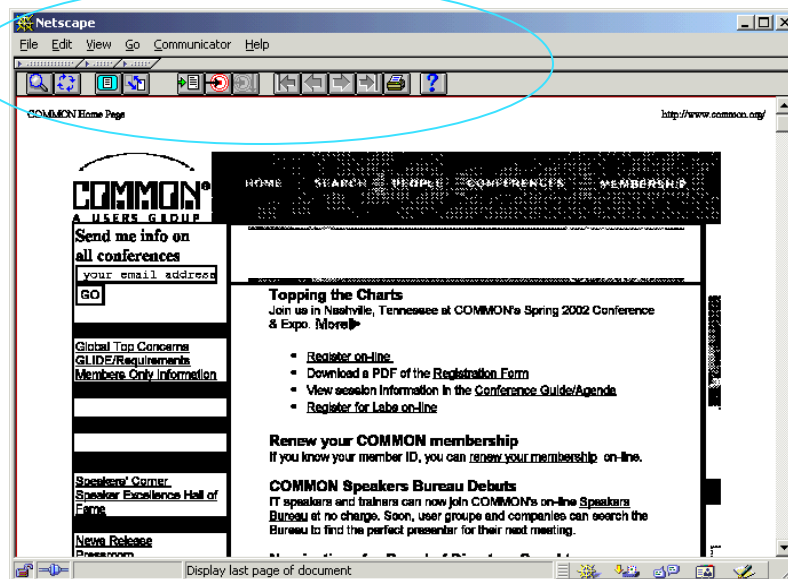 Netscape
File Edit View Go Communicator Help
COMMON Home Page http://www.common.org/
COMMON®
A USERS GROUP
HOME SEARCH PEOPLE CONFERENCES MEMBERSHIP
Send me info on
all conferences
your email address
GO
Global Top Concerns
GLIDE/Requirements
Members Only Information
Speakers' Corner
Speaker Excellence Hall of
Fame
News Release
Pressroom
Topping the Charts
Join us in Nashville, Tennessee at COMMON's Spring 2002 Conference
& Expo. More
• Register on-line
• Download a PDF of the Registration Form
• View session information in the Conference Guide/Agenda
• Register for Labs on-line
Renew your COMMON membership
If you know your member ID, you can renew your membership on-line.
COMMON Speakers Bureau Debuts
IT speakers and trainers can now join COMMON's on-line Speakers
Bureau at no charge. Soon, user groups and companies can search the
Bureau to find the perfect presenter for their next meeting.
Display last page of document